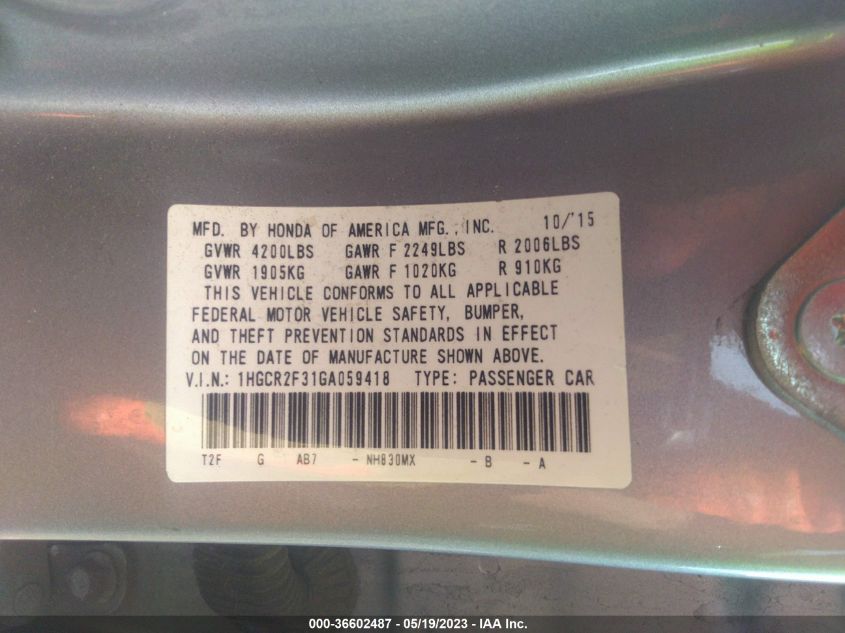 MFD. BY HONDA OF AMERICA MFG., INC. 10/'15
GVWR 4200LBS GAWR F 2249LBS R 2006LBS
GVWR 1905KG GAWR F 1020KG R 910KG
THIS VEHICLE CONFORMS TO ALL APPLICABLE
FEDERAL MOTOR VEHICLE SAFETY, BUMPER,
AND THEFT PREVENTION STANDARDS IN EFFECT
ON THE DATE OF MANUFACTURE SHOWN ABOVE.
V.I.N.: 1HGCR2F31GA059418 TYPE: PASSENGER CAR
T2F G AB7 - NH830MX - B - A
000-36602487 - 05/19/2023 - IAA Inc.